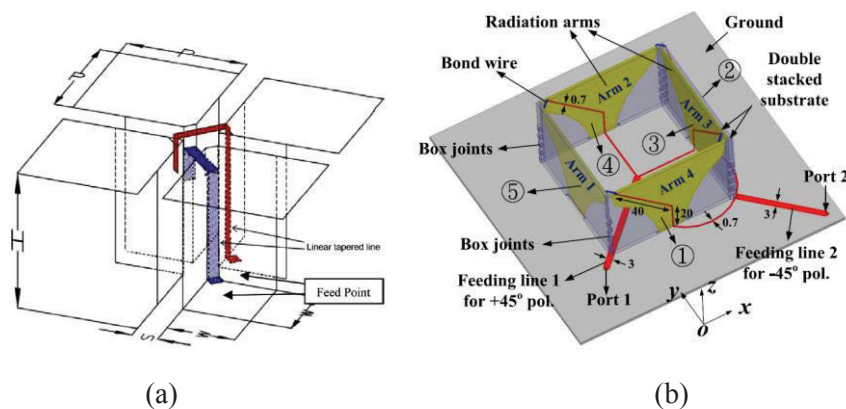 P
P
H
S
W
W
Linear tapered line
Feed Point
(a)
Radiation arms
Ground
Bond wire
Double
stacked
substrate
Arm 2
②
0.7
Arm 3
③
Box joints
④
Arm 1
Arm 4
⑤
Port 2
40
20
0.7
3
Box joints
①
Feeding line 2
for -45° pol.
3
Feeding line 1
for +45° pol.
Port 1
y
z
x
o
(b)